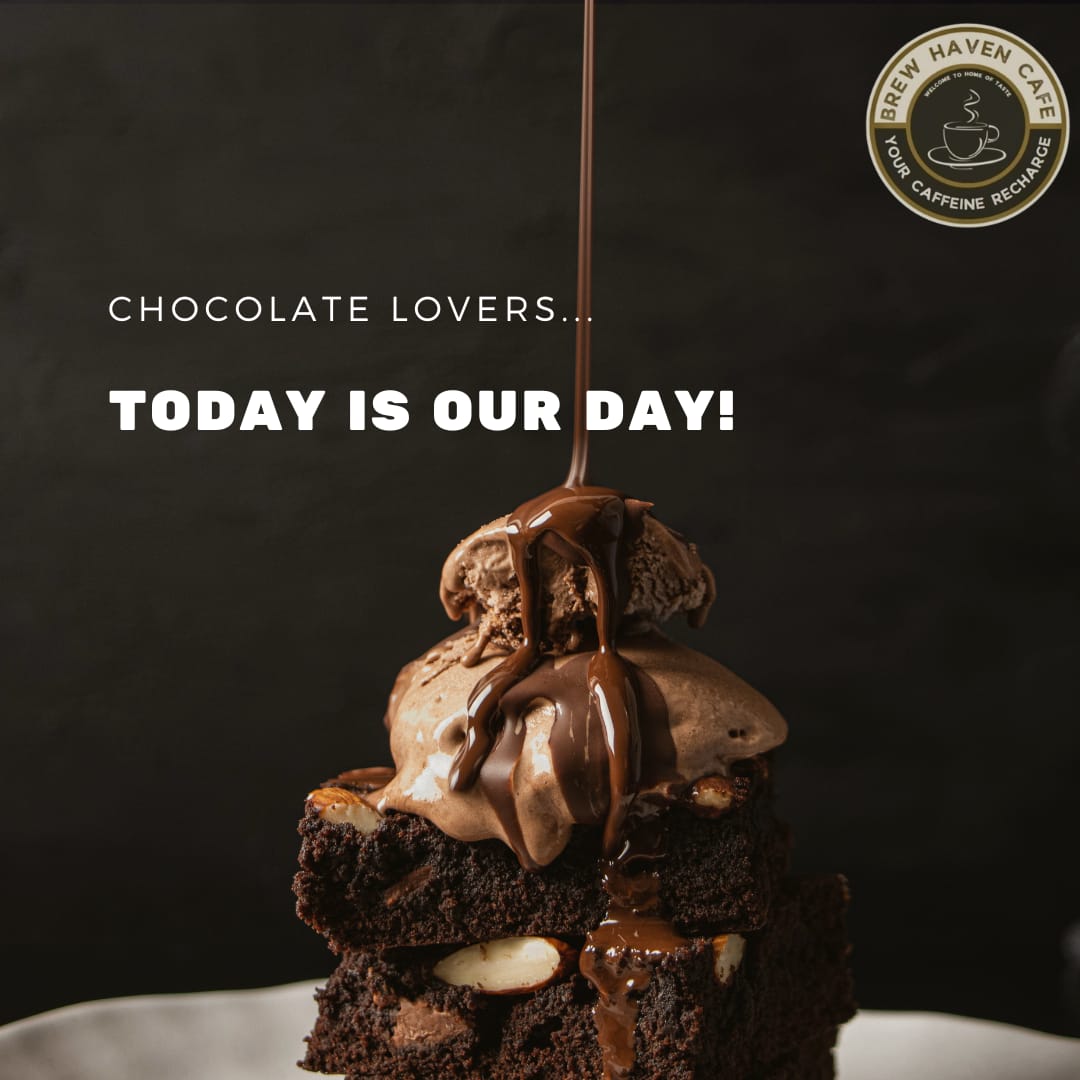 BREW HAVEN CAFE
WELCOME TO HOME OF TASTE
YOUR CAFFEINE RECHARGE
CHOCOLATE LOVERS...
TODAY IS OUR DAY!